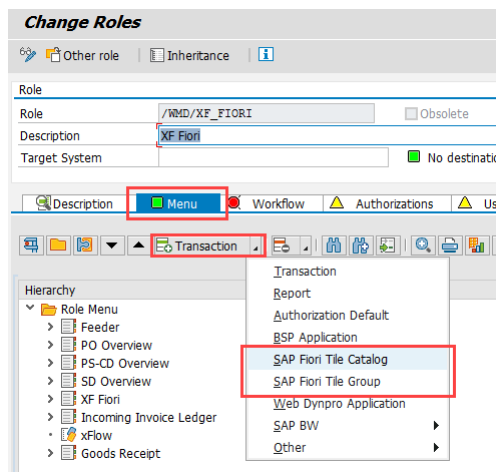 Change Roles
Other role Inheritance
Role
Role /WMD/XF_FIORI Obsolete
Description XF Fiori
Target System No destinatio
Description Menu Workflow Authorizations Us
Transaction
Transaction
Report
Authorization Default
BSP Application
SAP Fiori Tile Catalog
SAP Fiori Tile Group
Web Dynpro Application
SAP BW
Other
Hierarchy
Role Menu
Feeder
PO Overview
PS-CD Overview
SD Overview
XF Fiori
Incoming Invoice Ledger
xFlow
Goods Receipt